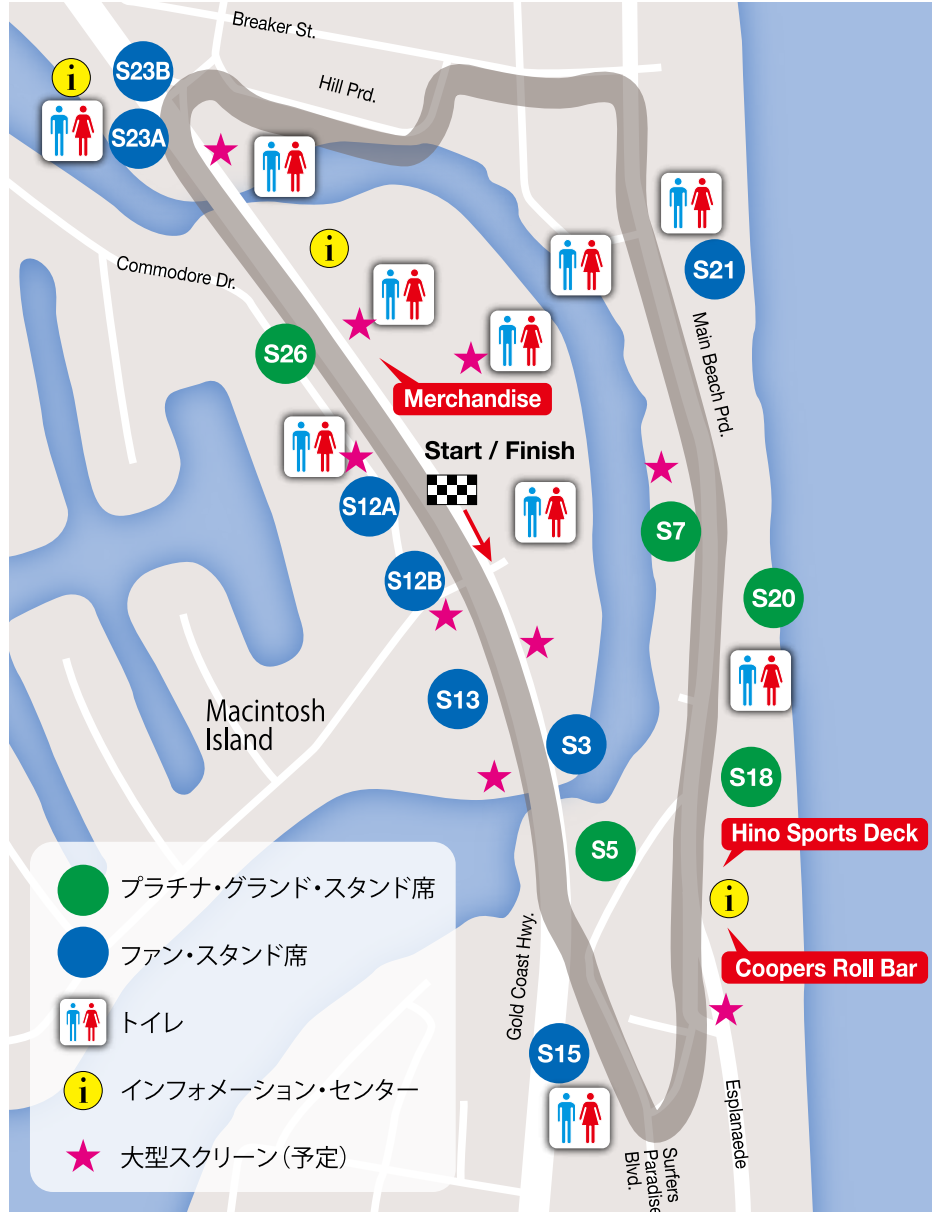 Breaker St.
Hill Prd.
i
S23B
S23A
i
Commodore Dr.
S21
Main Beach Prd.
S26
Merchandise
Start / Finish
S12A
S7
S12B
S20
Macintosh
Island
S13
S3
S18
S5
Hino Sports Deck
i
Coopers Roll Bar
Gold Coast Hwy.
S15
Esplanaede
Surfers
Paradise
Blvd.
プラチナ・グランド・スタンド席
ファン・スタンド席
トイレ
i
インフォメーション・センター
大型スクリーン(予定)